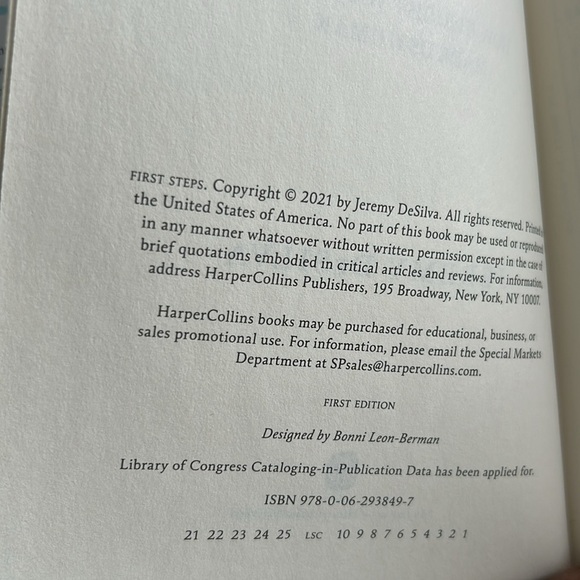 FIRST STEPS. Copyright © 2021 by Jeremy DeSilva. All rights reserved. Printed in
the United States of America. No part of this book may be used or reproduced
in any manner whatsoever without written permission except in the case of
brief quotations embodied in critical articles and reviews. For information,
address HarperCollins Publishers, 195 Broadway, New York, NY 10007.
HarperCollins books may be purchased for educational, business, or
sales promotional use. For information, please email the Special Markets
Department at SPsales@harpercollins.com.
FIRST EDITION
Designed by Bonni Leon-Berman
Library of Congress Cataloging-in-Publication Data has been applied for.
ISBN 978-0-06-293849-7
21 22 23 24 25 LSC 10 9 8 7 6 5 4 3 2 1